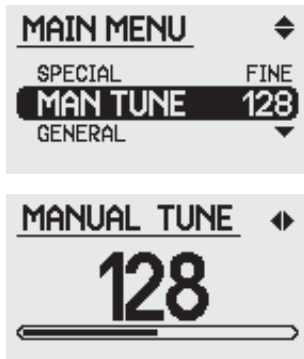 MAIN MENU
SPECIAL FINE
MAN TUNE 128
GENERAL
MANUAL TUNE
128